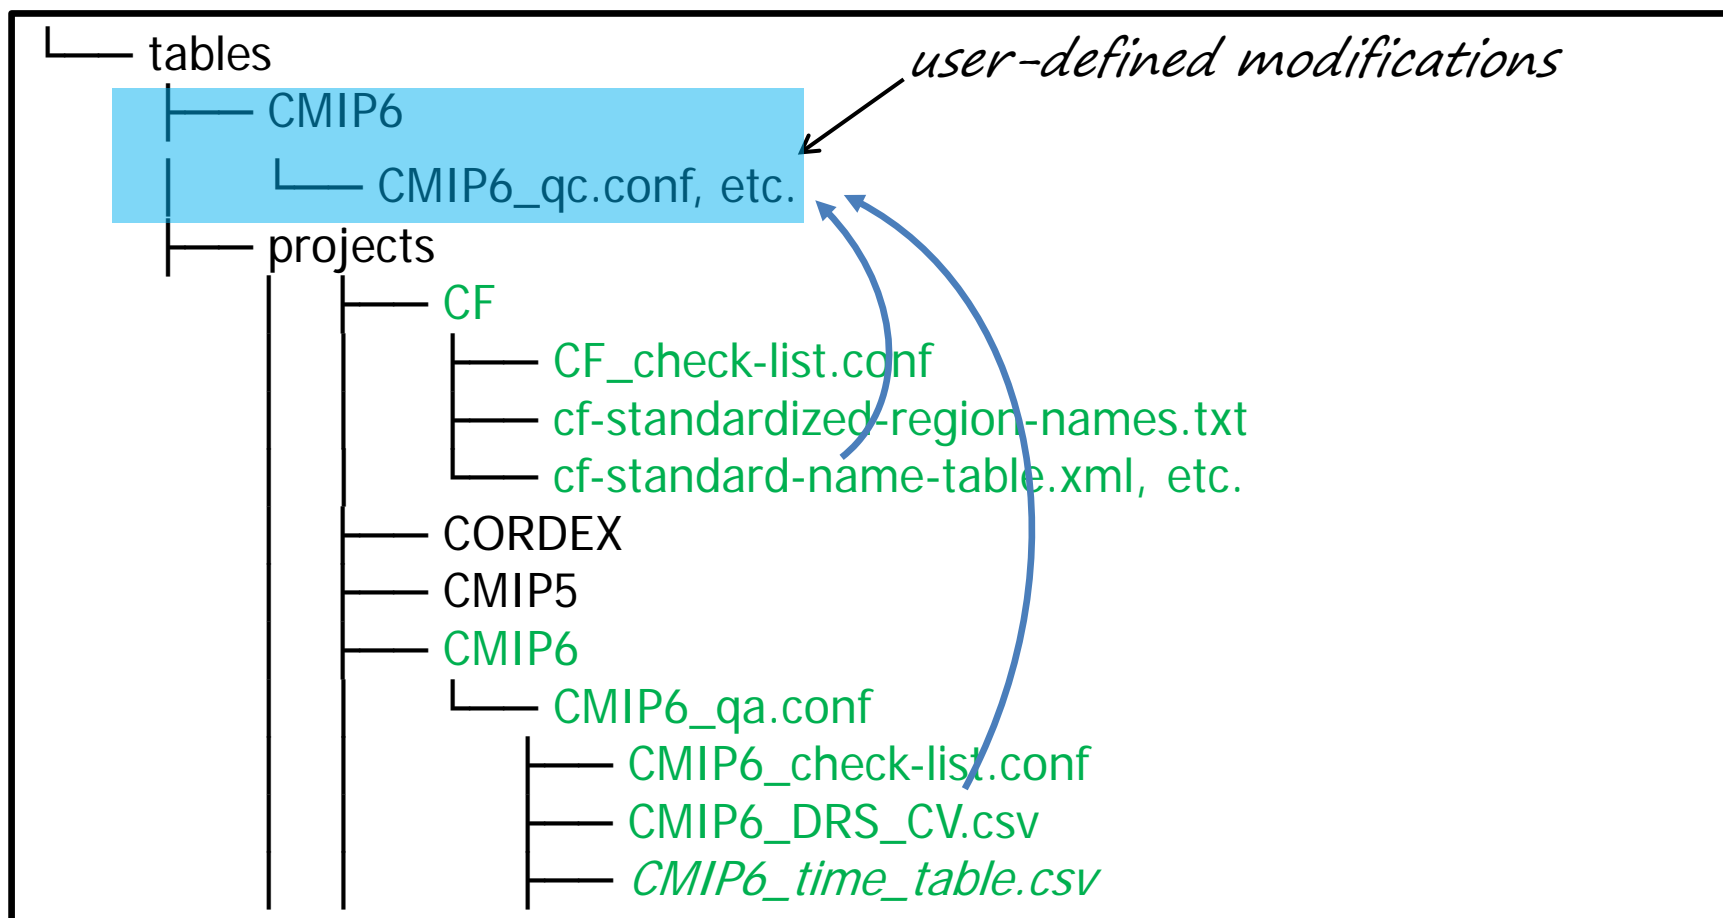 tables
user-defined modifications
CMIP6
CMIP6_qc.conf, etc.
projects
CF
CF_check-list.conf
cf-standardized-region-names.txt
cf-standard-name-table.xml, etc.
CORDEX
CMIP5
CMIP6
CMIP6_qa.conf
CMIP6_check-list.conf
CMIP6_DRS_CV.csv
CMIP6_time_table.csv